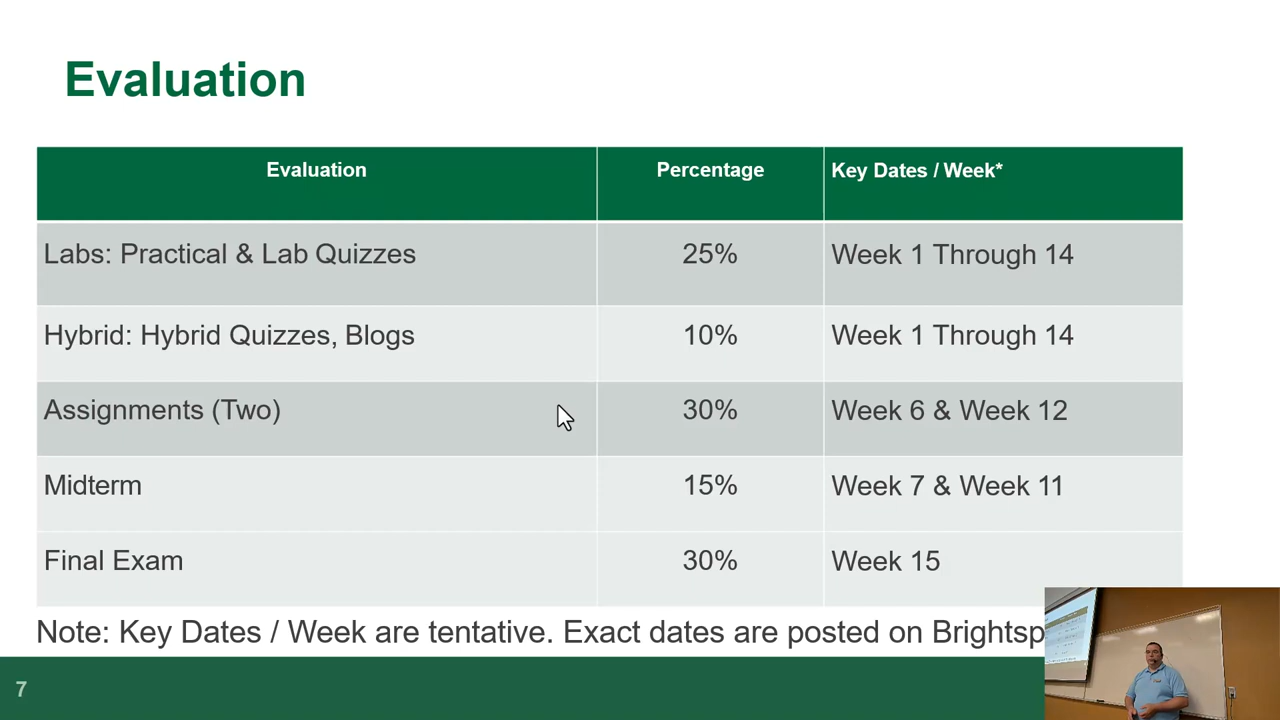 Evaluation
Evaluation Percentage Key Dates / Week*
Labs: Practical & Lab Quizzes 25% Week 1 Through 14
Hybrid: Hybrid Quizzes, Blogs 10% Week 1 Through 14
Assignments (Two) 30% Week 6 & Week 12
Midterm 15% Week 7 & Week 11
Final Exam 30% Week 15
Note: Key Dates / Week are tentative. Exact dates are posted on Brightsp
7